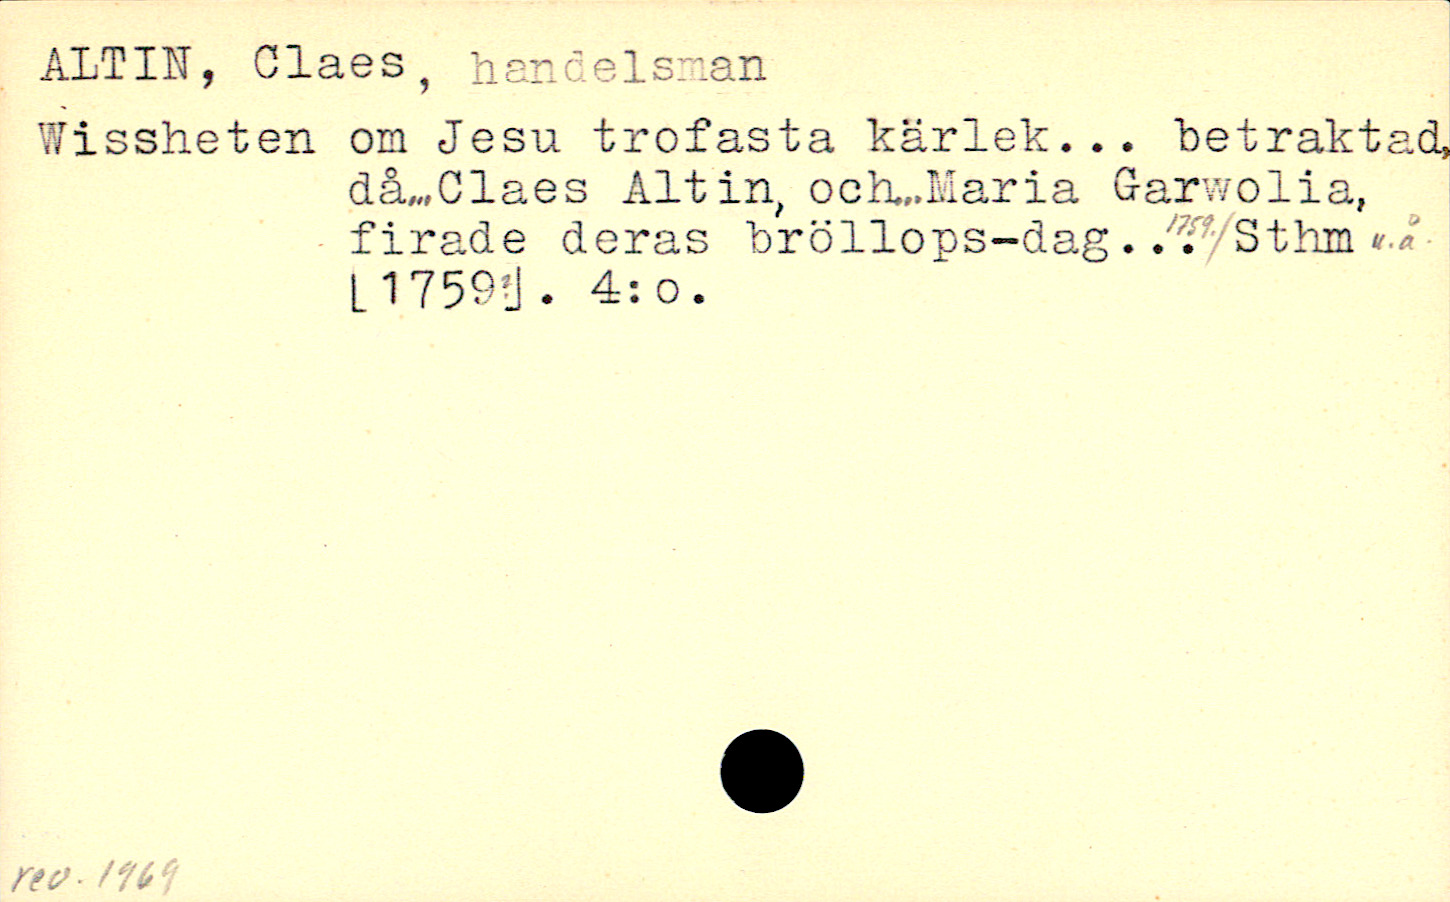 ALTIN, Claes, handelsman
Wissheten om Jesu trofasta kärlek... betraktad,
då...Claes Altin, och...Maria Garwolia,
firade deras bröllops-dag... 1759./ Sthm u.å.
[1759?]. 4:o.
rev. 1969